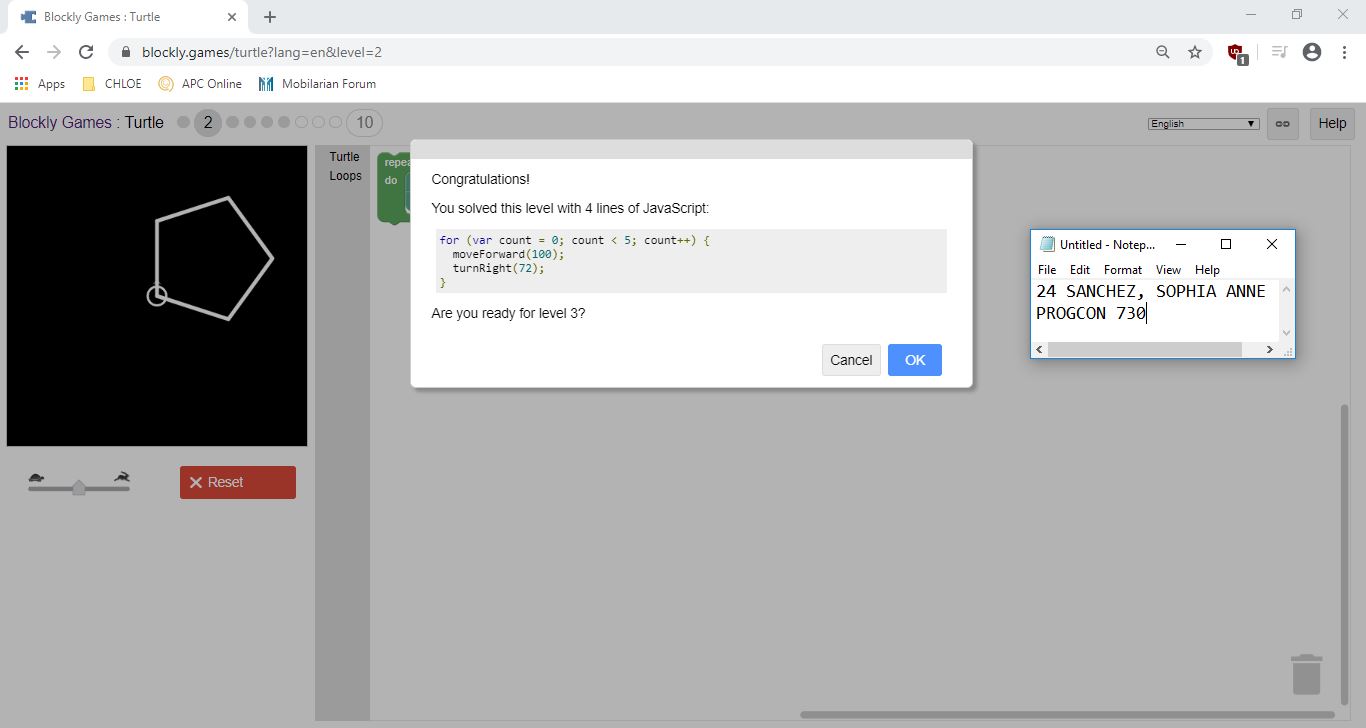 Blockly Games : Turtle
blockly.games/turtle?lang=en&level=2
1
Apps
CHLOE
APC Online
Mobilarian Forum
Blockly Games : Turtle
2
10
English
Help
Turtle
Loops
do
Congratulations!
You solved this level with 4 lines of JavaScript:
for (var count = 0; count < 5; count++) {
  moveForward(100);
  turnRight(72);
}
Are you ready for level 3?
Cancel
OK
Untitled - Notep...
File Edit Format View Help
24 SANCHEZ, SOPHIA ANNE
PROGCON 730
Reset